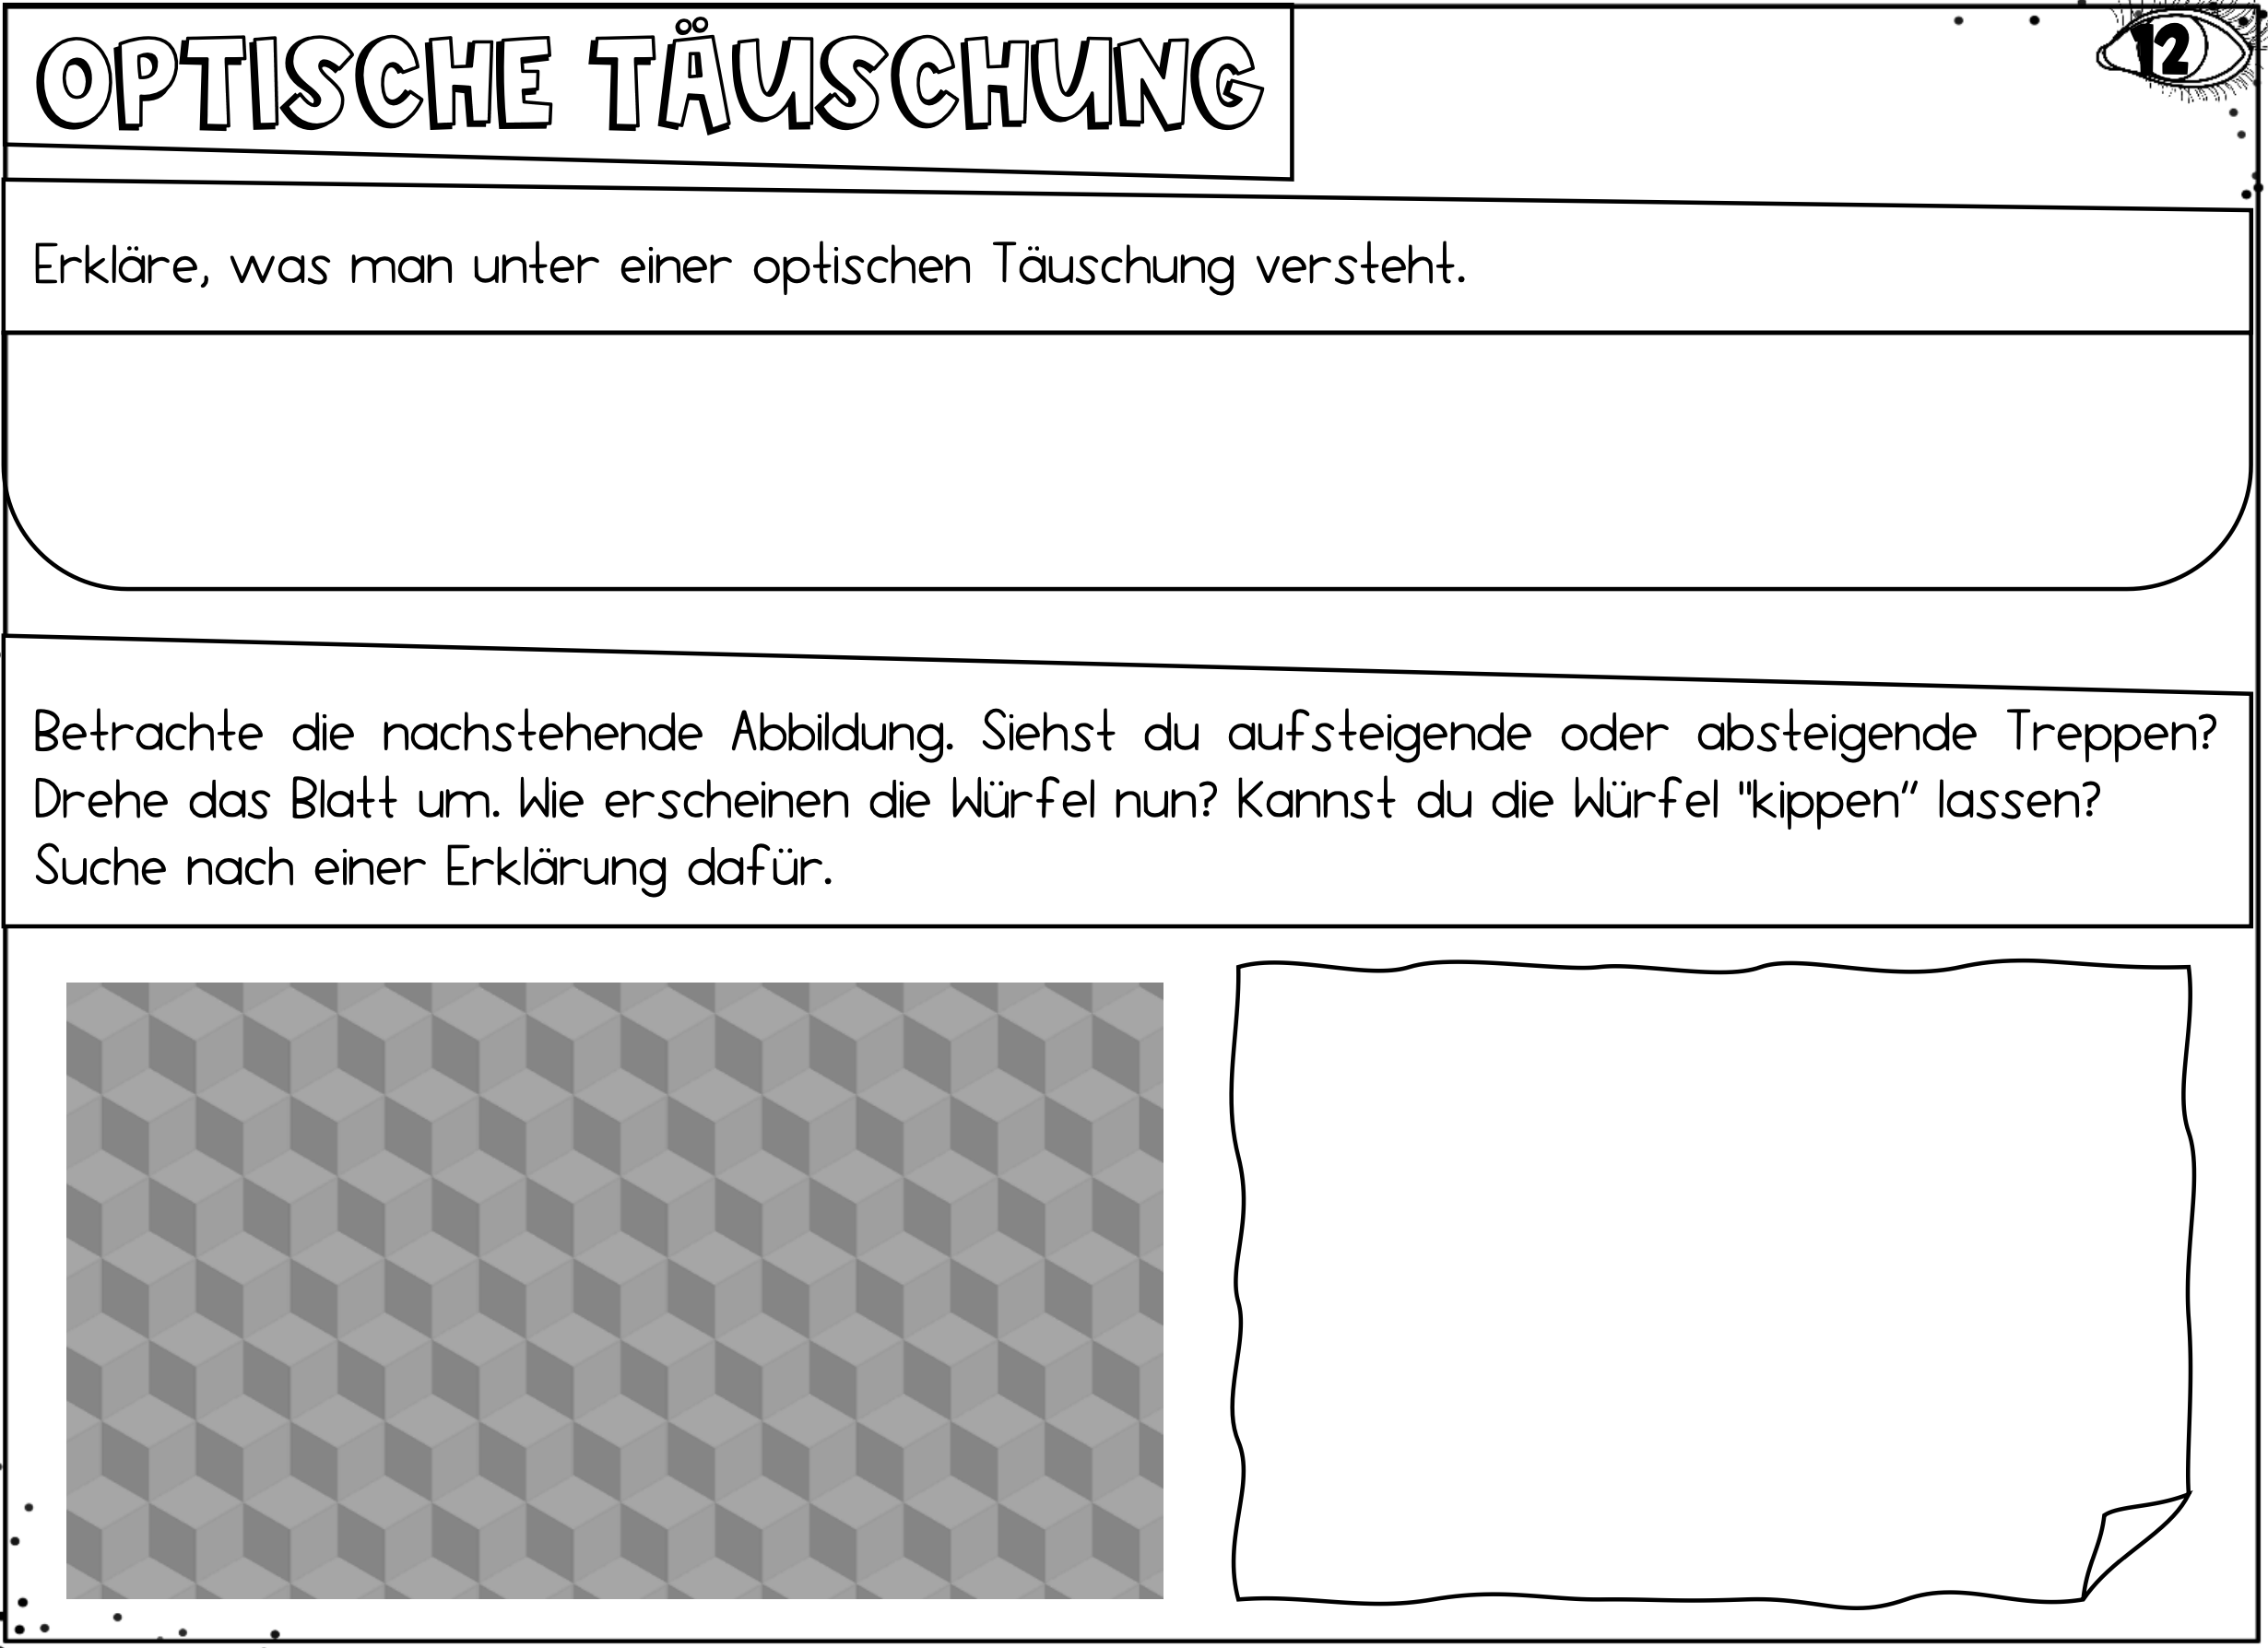 OPTISCHE TÄUSCHUNG
12
Erkläre, was man unter einer optischen Täuschung versteht.
Betrachte die nachstehende Abbildung. Siehst du aufsteigende oder absteigende Treppen?
Drehe das Blatt um. Wie erscheinen die Würfel nun? Kannst du die Würfel "kippen" lassen?
Suche nach einer Erklärung dafür.